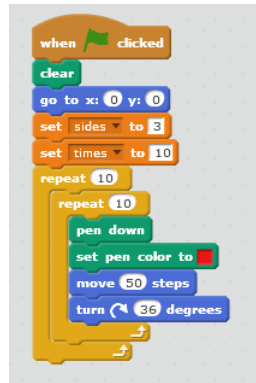 when clicked
clear
go to x: 0 y: 0
set sides to 3
set times to 10
repeat 10
repeat 10
pen down
set pen color to
move 50 steps
turn 36 degrees